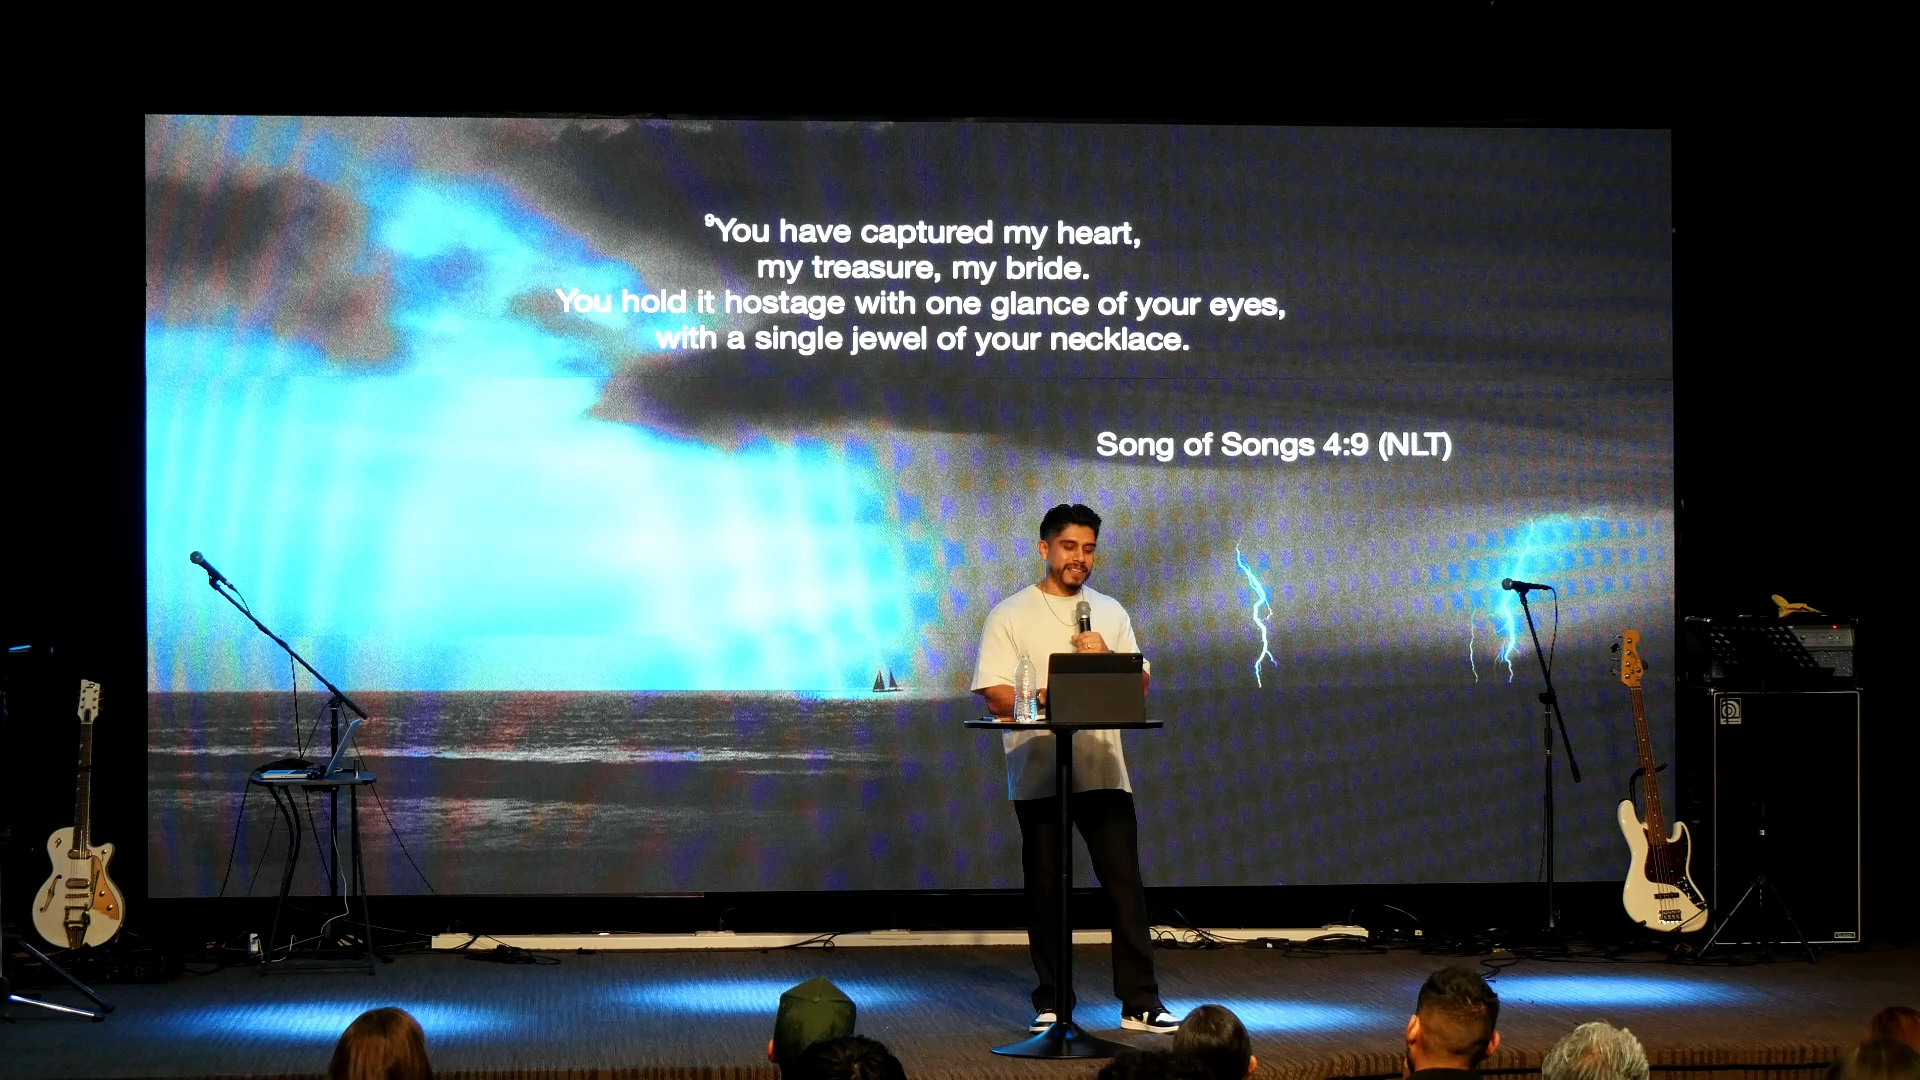 ⁹You have captured my heart,
my treasure, my bride.
You hold it hostage with one glance of your eyes,
with a single jewel of your necklace.
Song of Songs 4:9 (NLT)